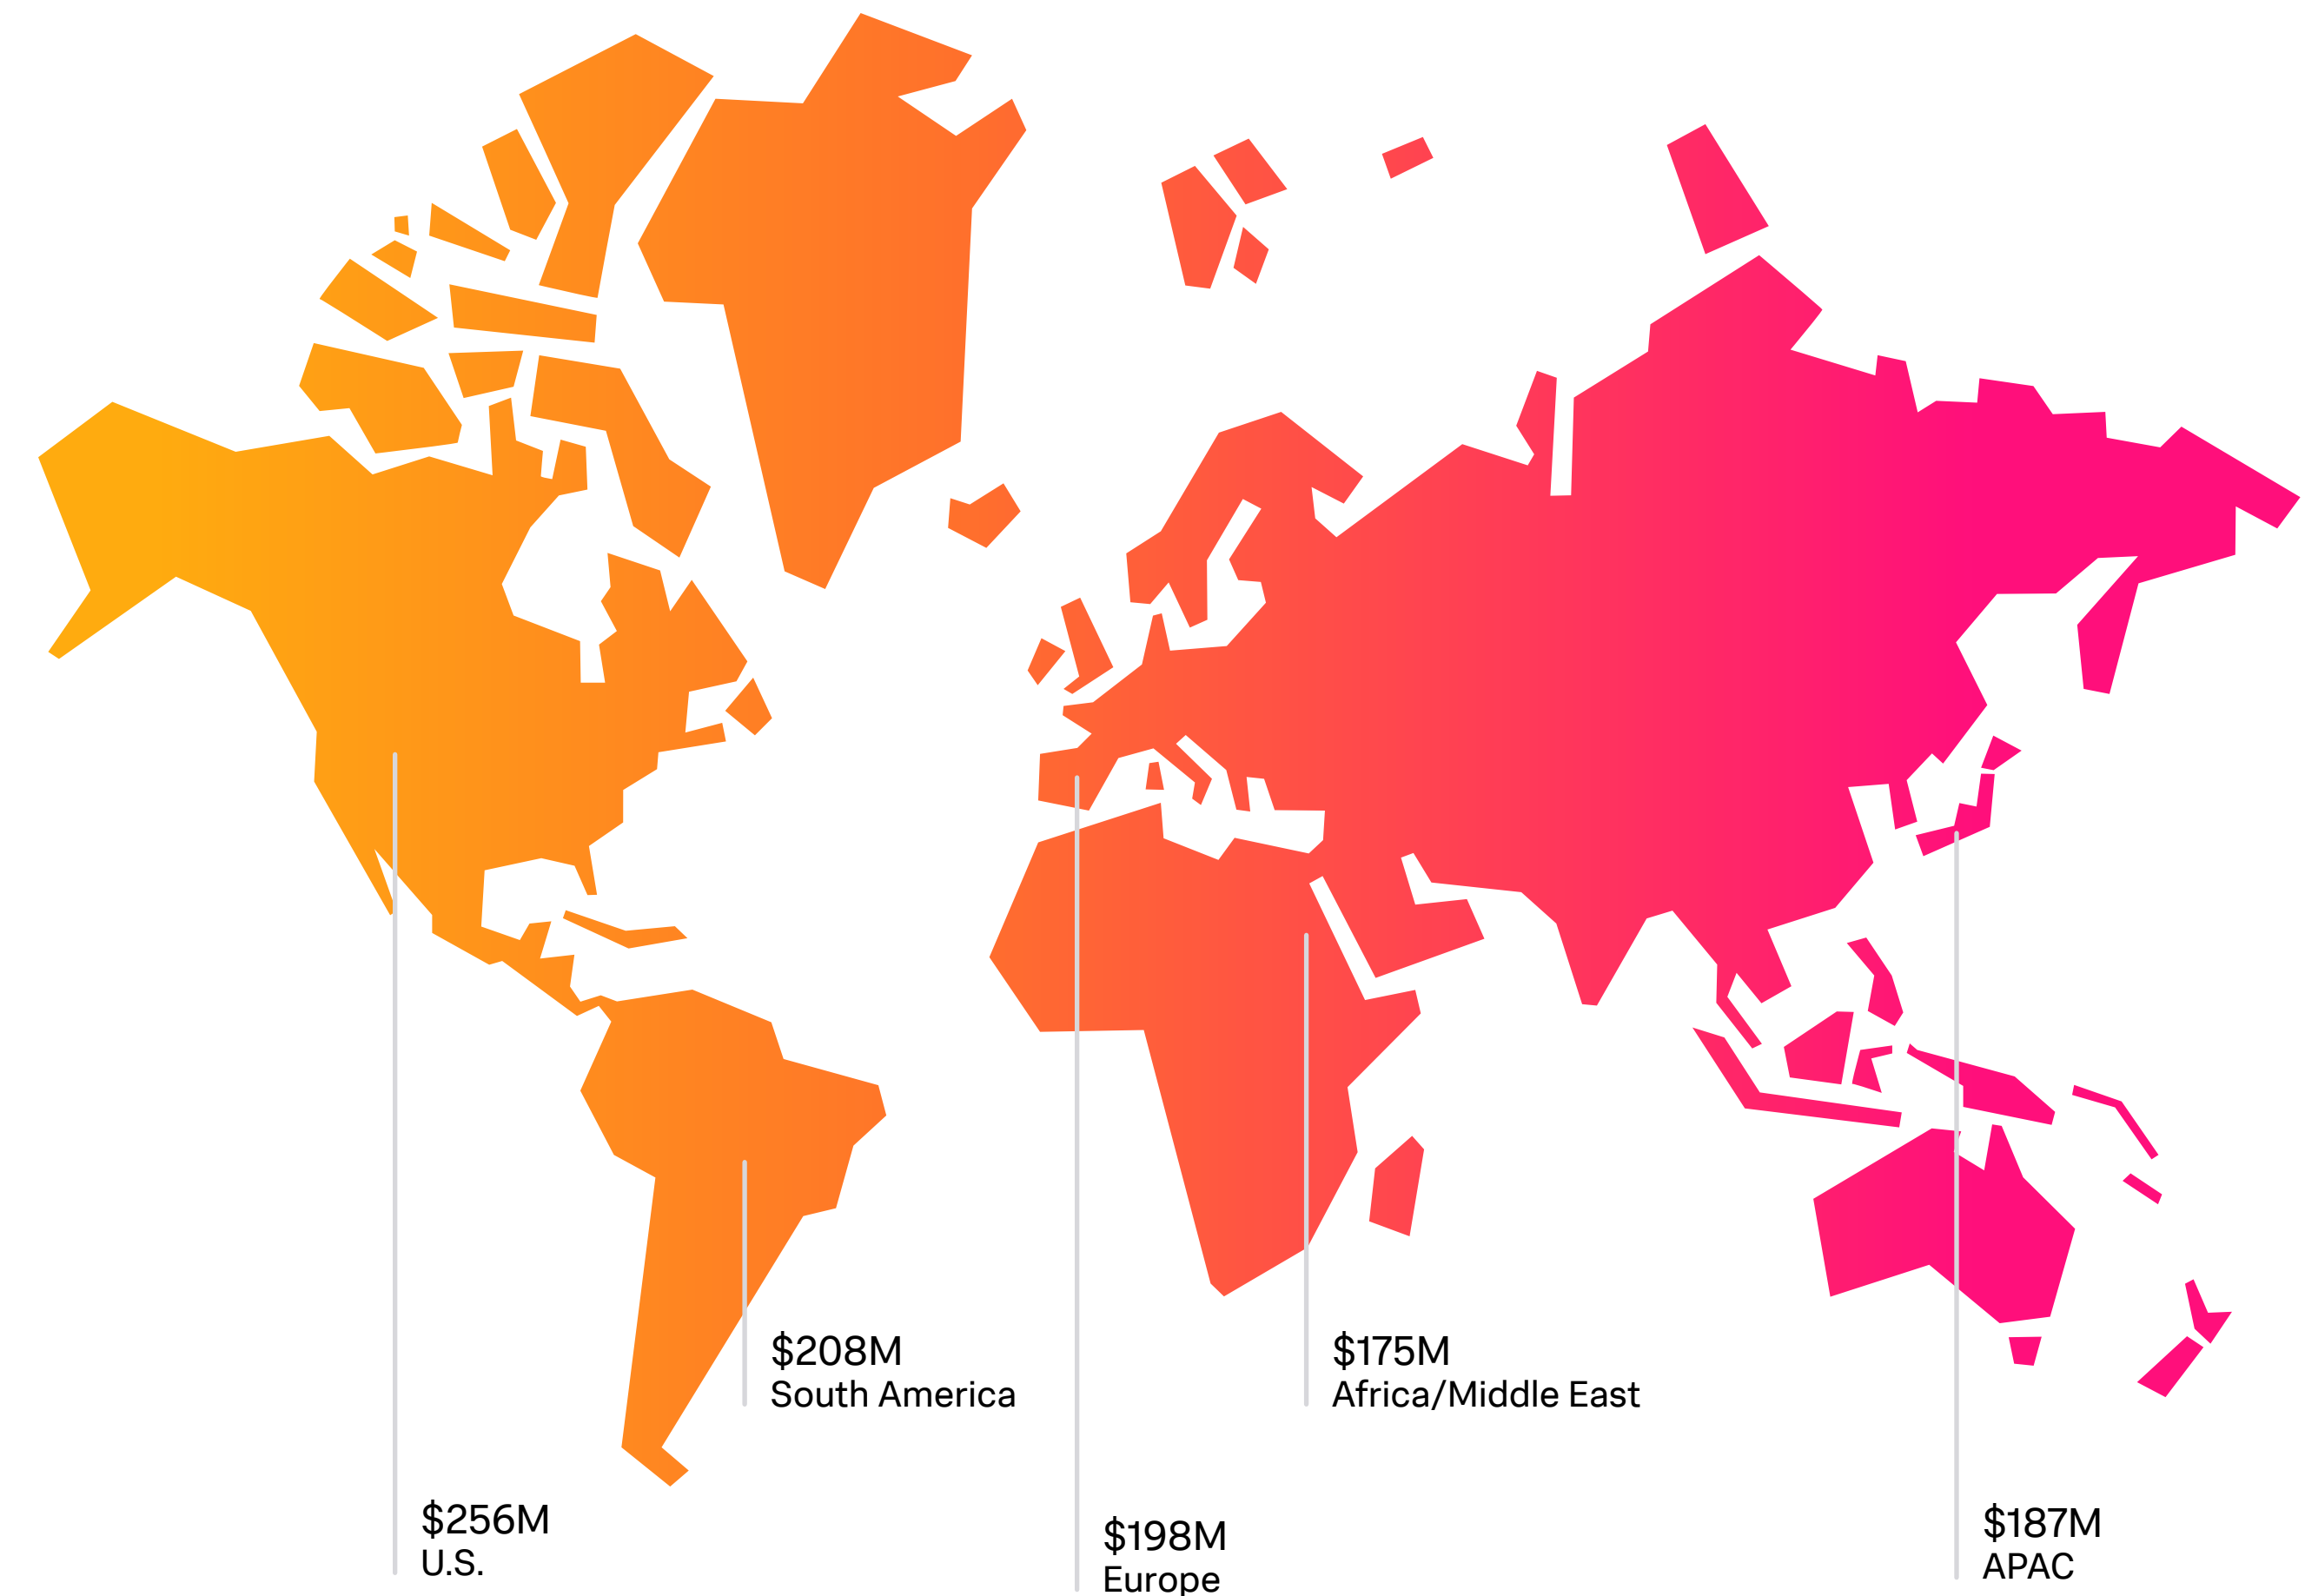 $208M
South America
$175M
Africa/Middle East
$256M
U.S.
$198M
Europe
$187M
APAC